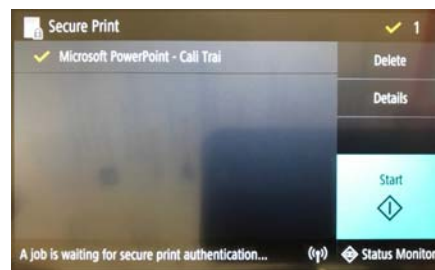 Secure Print
1
Microsoft PowerPoint - Cali Trai
Delete
Details
Start
A job is waiting for secure print authentication...
Status Monitor